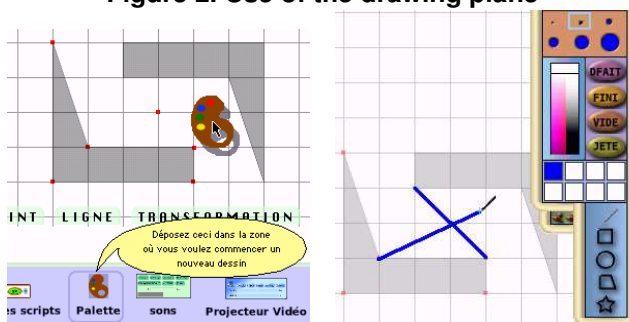 Figure 2. Use of the drawing plane
INT LIGNE TRANSFORMATION
Déposez ceci dans la zone
où vous voulez commencer un
nouveau dessin
es scripts Palette sons Projecteur Vidéo
DFAIT
FINI
VIDE
JETE